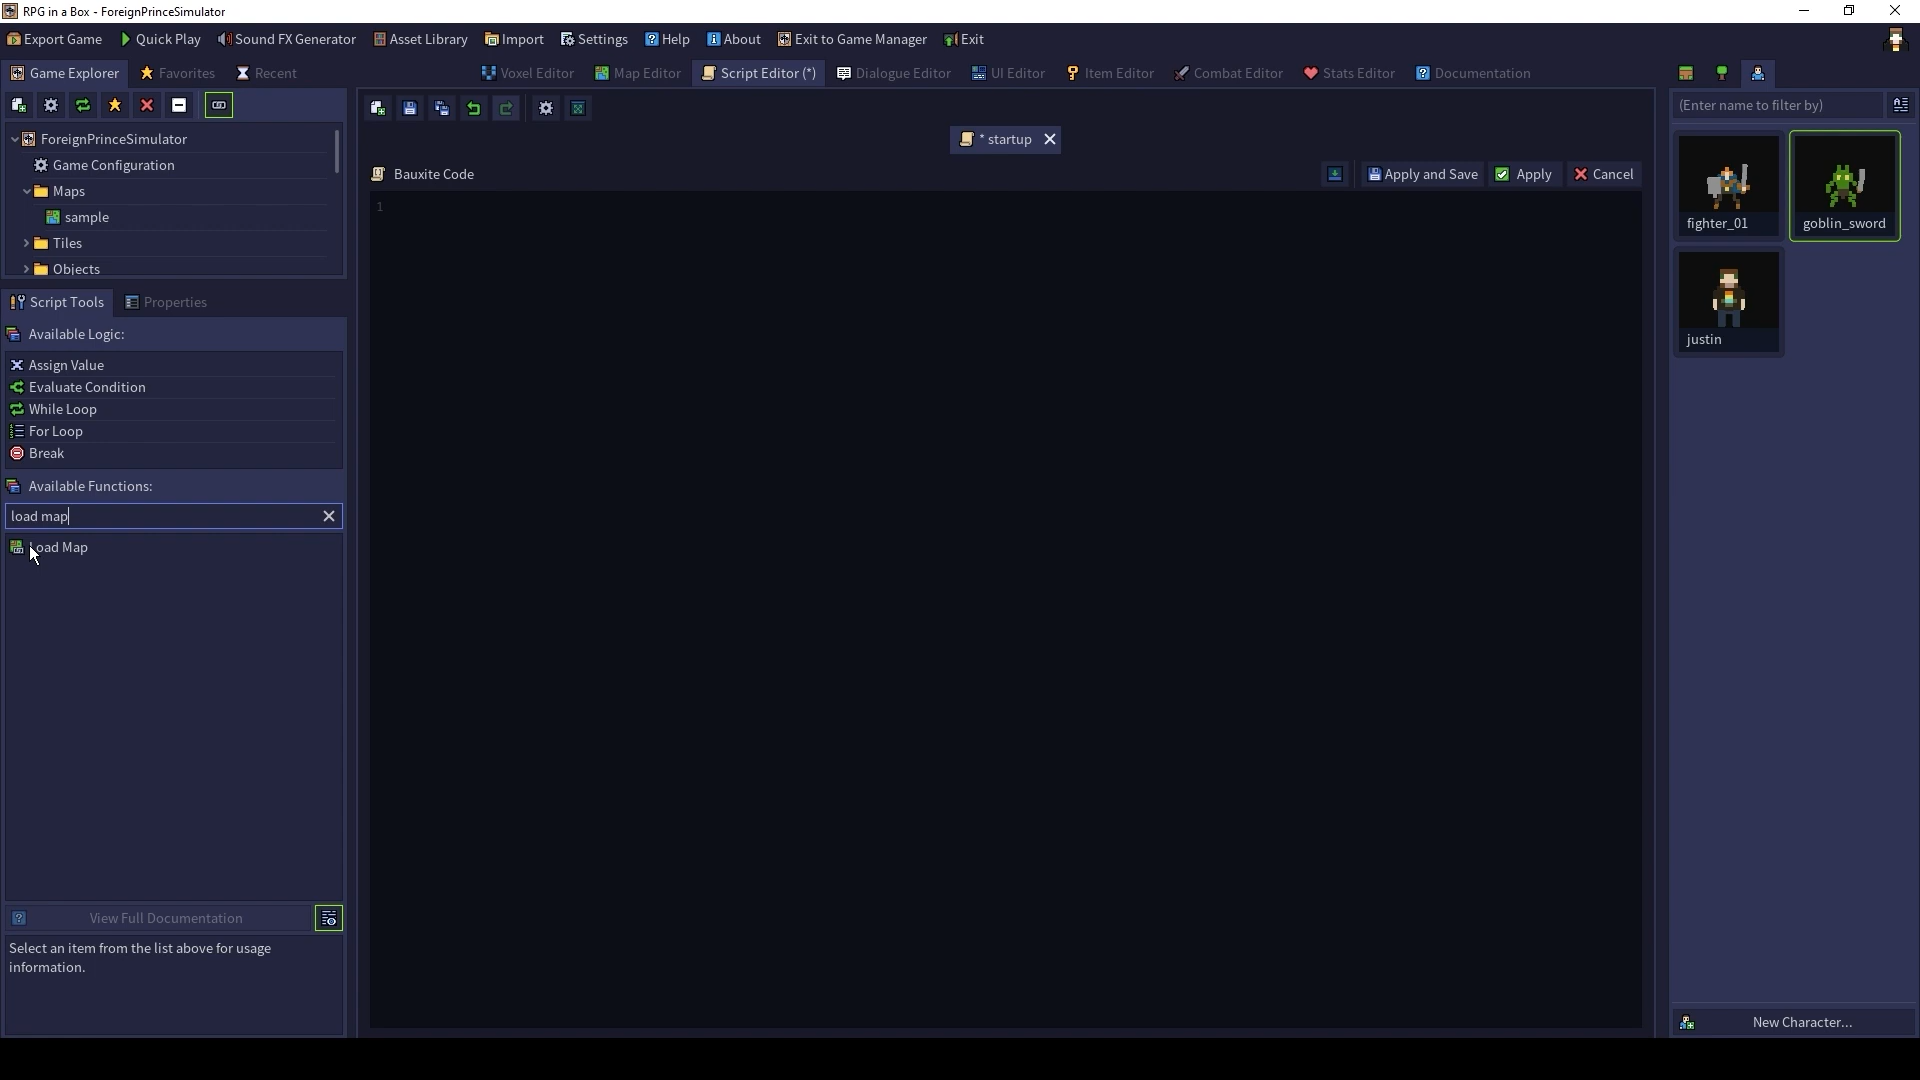 RPG in a Box - ForeignPrinceSimulator
Export Game Quick Play Sound FX Generator Asset Library Import Settings Help About Exit to Game Manager Exit
Game Explorer Favorites Recent
Voxel Editor Map Editor Script Editor (*) Dialogue Editor UI Editor Item Editor Combat Editor Stats Editor Documentation
(Enter name to filter by)
ForeignPrinceSimulator
Game Configuration
Maps
sample
Tiles
Objects
* startup
Bauxite Code
Apply and Save Apply Cancel
1
fighter_01 goblin_sword
justin
Script Tools Properties
Available Logic:
Assign Value
Evaluate Condition
While Loop
For Loop
Break
Available Functions:
load map
Load Map
View Full Documentation
Select an item from the list above for usage
information.
New Character...